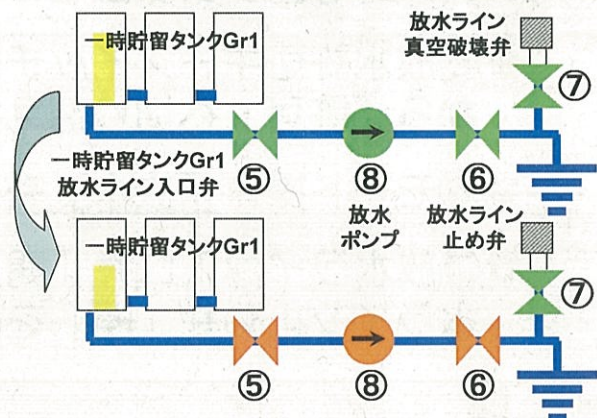 一時貯留タンクGr1
放水ライン
真空破壊弁
⑦
⑤
⑧
⑥
一時貯留タンクGr1
放水ライン入口弁
放水
ポンプ
放水ライン
止め弁
一時貯留タンクGr1
⑦
⑤
⑧
⑥